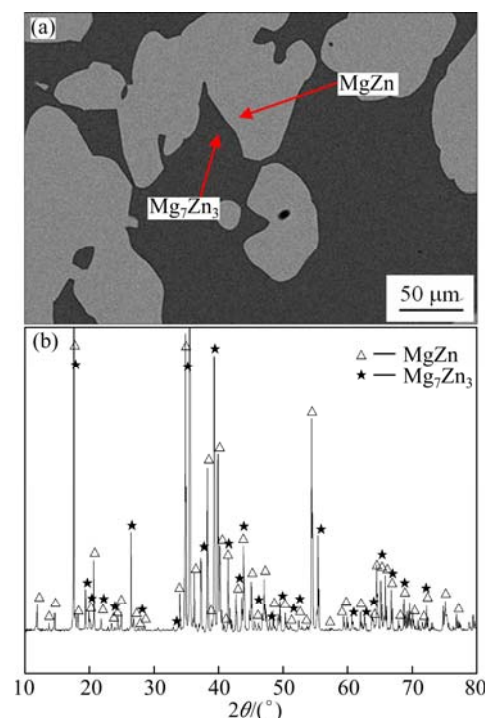 (a)
MgZn
Mg₇Zn₃
50 μm
(b)
△ — MgZn
★ — Mg₇Zn₃
10 20 30 40 50 60 70 80
2θ/(°)